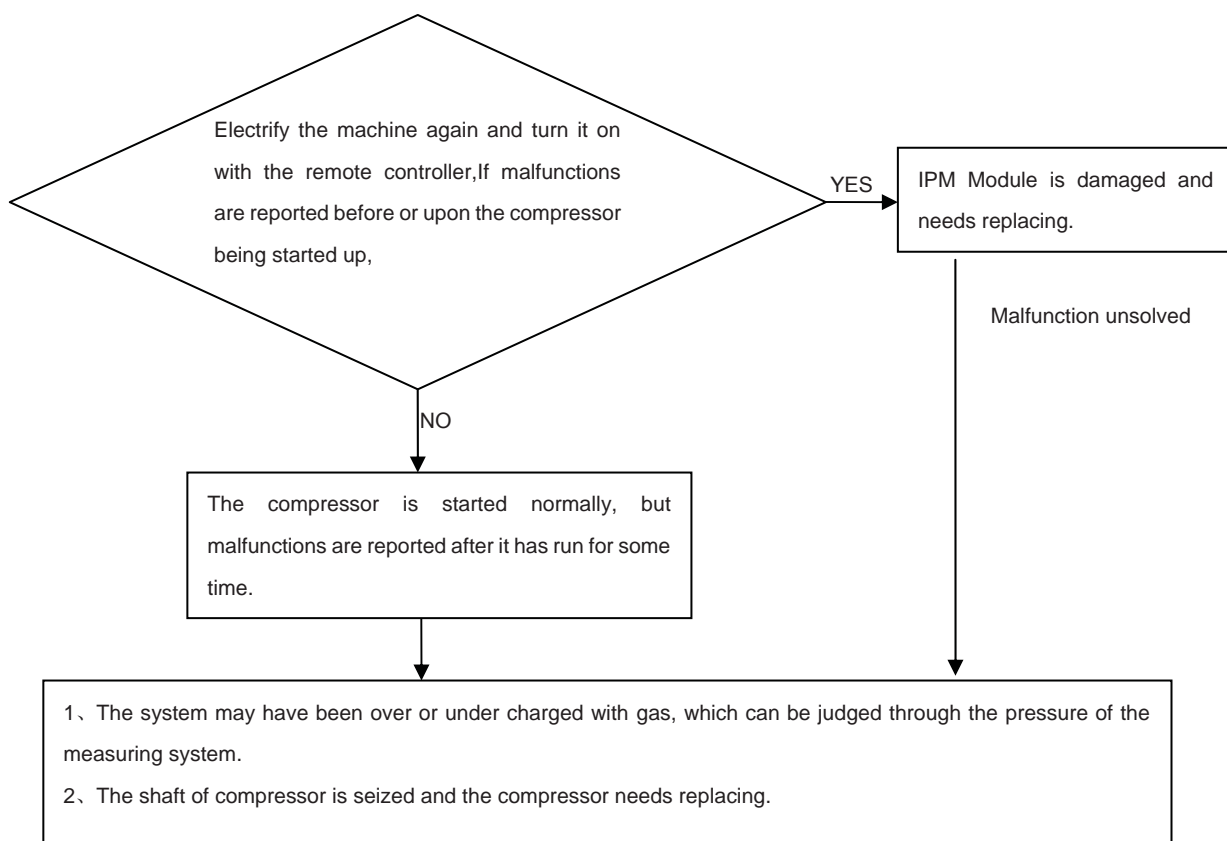 Electrify the machine again and turn it on
with the remote controller,If malfunctions
are reported before or upon the compressor
being started up,
YES
IPM Module is damaged and
needs replacing.
Malfunction unsolved
NO
The compressor is started normally, but
malfunctions are reported after it has run for some
time.
1、The system may have been over or under charged with gas, which can be judged through the pressure of the
measuring system.
2、The shaft of compressor is seized and the compressor needs replacing.